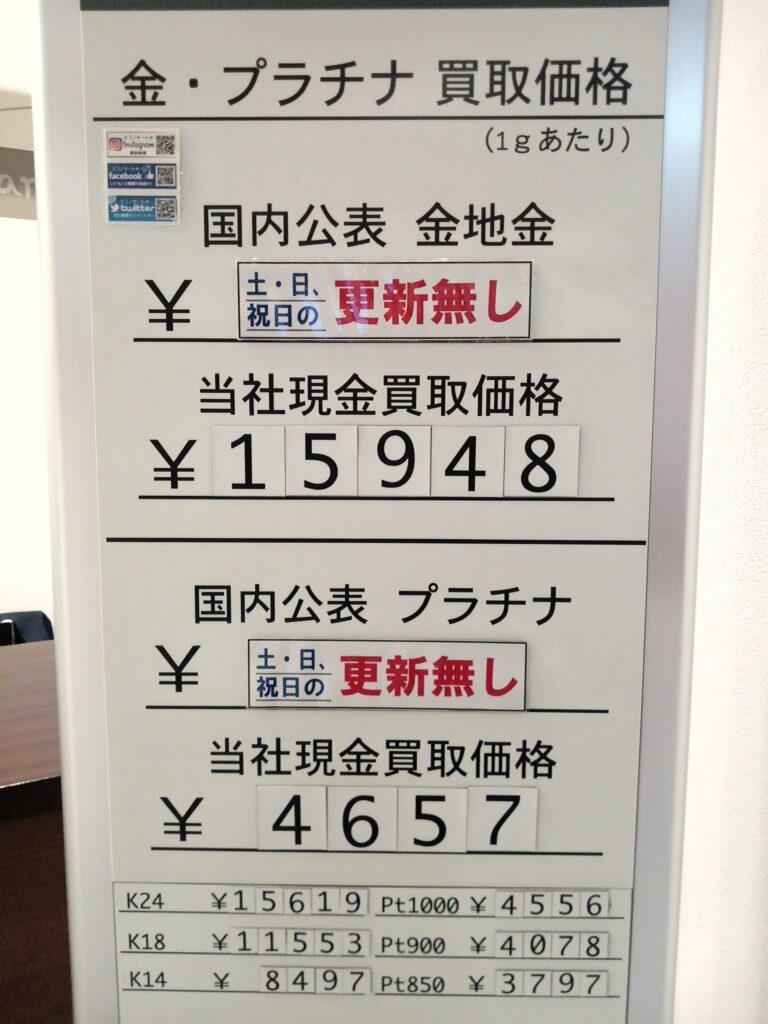 金・プラチナ 買取価格
(1gあたり)
Instagram
facebook
twitter
国内公表 金地金
¥ 土・日、祝日の 更新無し
当社現金買取価格
¥15948
国内公表 プラチナ
¥ 土・日、祝日の 更新無し
当社現金買取価格
¥4657
K24 ¥15619 Pt1000 ¥4556
K18 ¥11553 Pt900 ¥4078
K14 ¥8497 Pt850 ¥3797